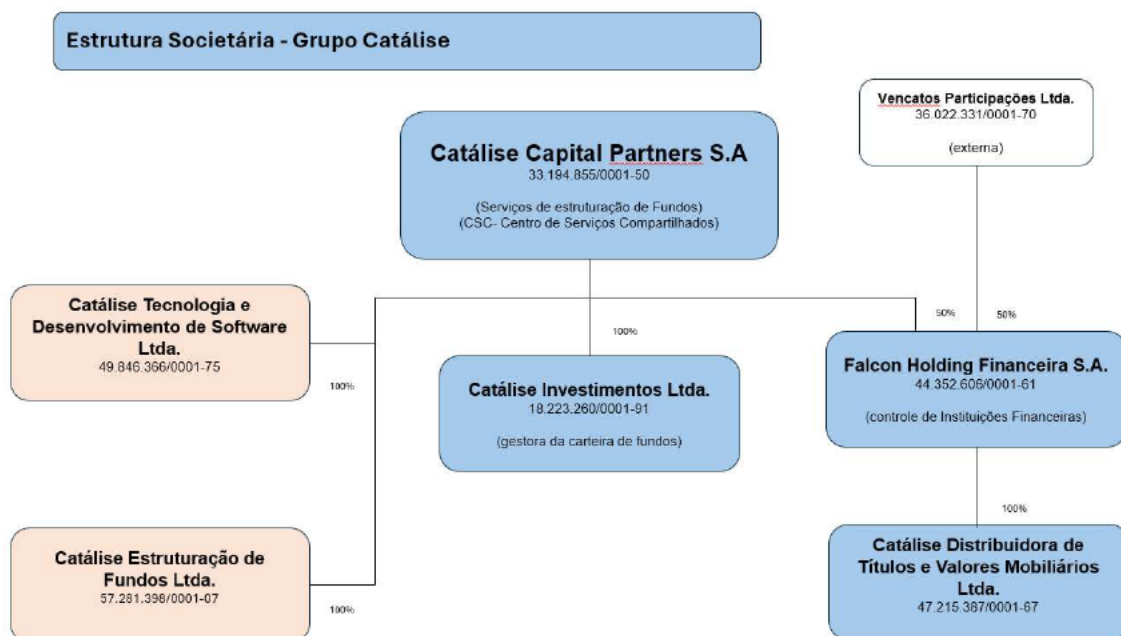 Estrutura Societária - Grupo Catálise
Vencatos Participações Ltda.
36.022.331/0001-70
(externa)
Catálise Capital Partners S.A
33.194.855/0001-50
(Serviços de estruturação de Fundos)
(CSC- Centro de Serviços Compartilhados)
Catálise Tecnologia e
Desenvolvimento de Software
Ltda.
49.846.366/0001-75
100%
100%
Catálise Investimentos Ltda.
18.223.260/0001-91
(gestora da carteira de fundos)
50%
50%
Falcon Holding Financeira S.A.
44.352.606/0001-61
(controle de Instituições Financeiras)
Catálise Estruturação de
Fundos Ltda.
57.281.398/0001-07
100%
100%
Catálise Distribuidora de
Títulos e Valores Mobiliários
Ltda.
47.215.387/0001-67